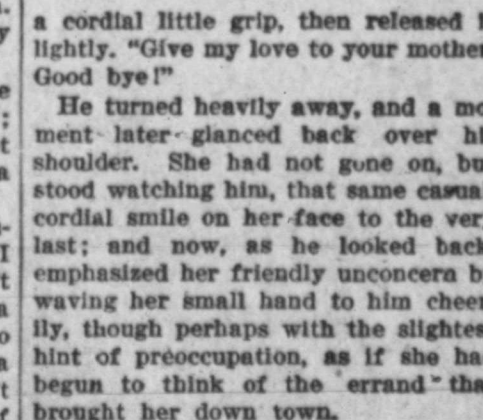 a cordial little grip, then released
lightly. "Give my love to your mother
Good bye!"
He turned heavily away, and a mo
ment later glanced back over hi
shoulder. She had not gone on, bu
stood watching him, that same casua
cordial smile on her face to the ver
last; and now, as he looked back
emphasized her friendly unconcern b
waving her small hand to him cheer
ily, though perhaps with the slightes
hint of preoccupation, as if she ha
begun to think of the errand tha
brought her down town.